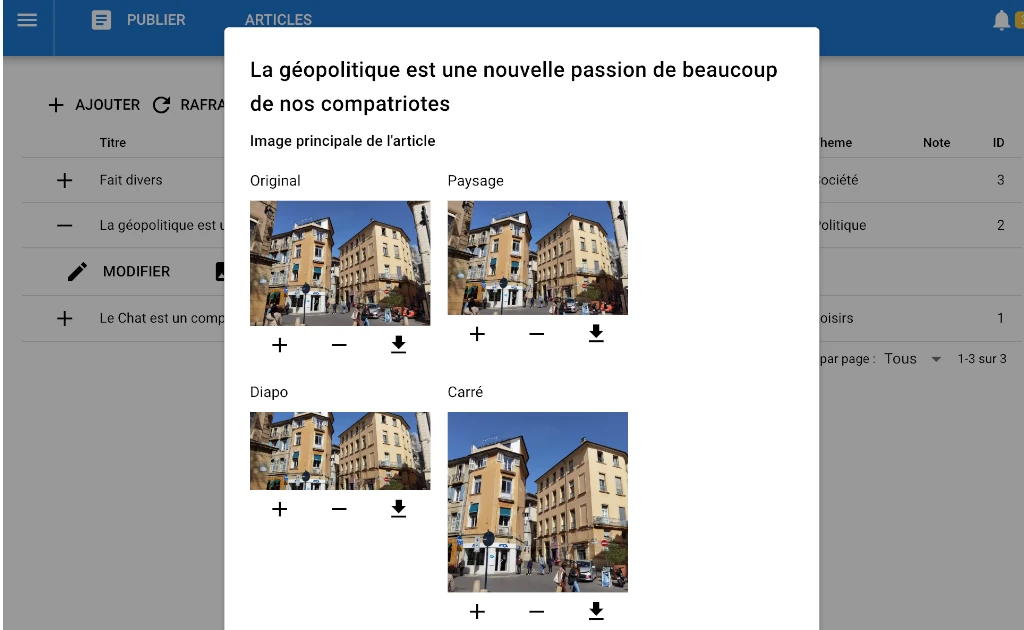 PUBLIER ARTICLES
La géopolitique est une nouvelle passion de beaucoup
de nos compatriotes
Image principale de l'article
Original Paysage
Diapo Carré
AJOUTER RAFRA
Titre heme Note ID
Fait divers ociété 3
La géopolitique est u olitique 2
MODIFIER
Le Chat est un comp oisirs 1
par page : Tous 1-3 sur 3